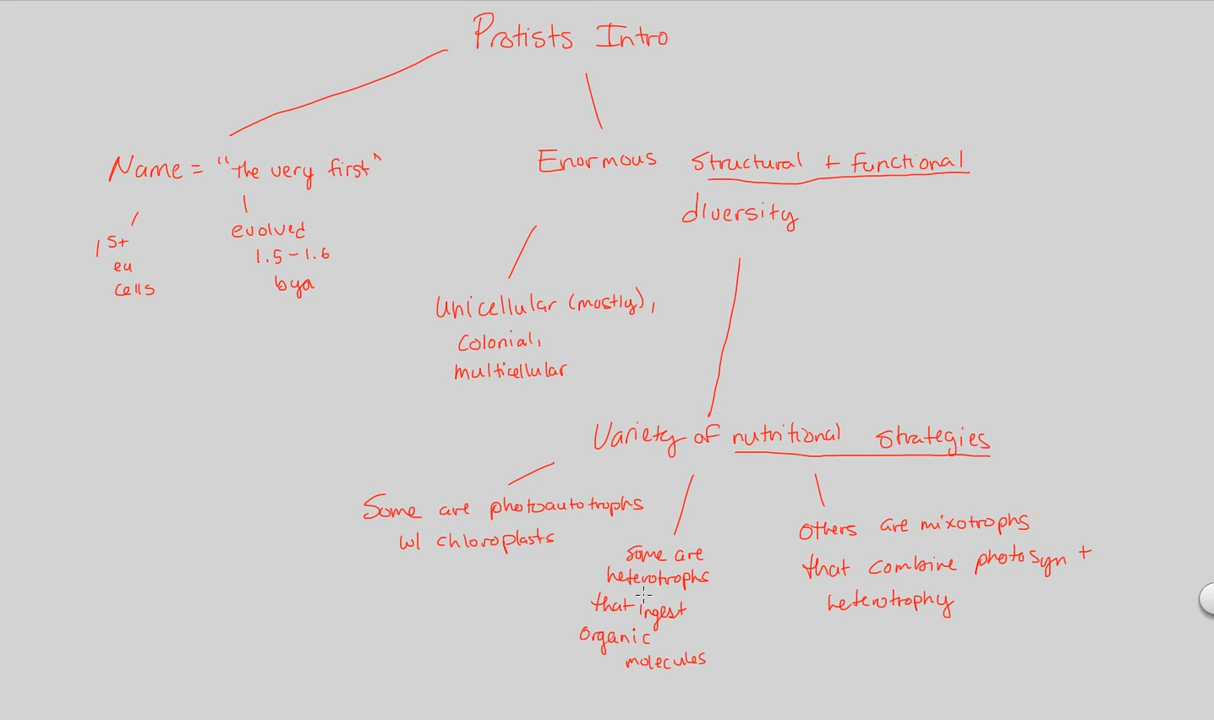 Protists Intro
Name = "the very first"
1st
eu
cells
evolved
1.5-1.6
bya
Enormous structural + functional
diversity
Unicellular (mostly),
colonial,
multicellular
Variety of nutritional strategies
Some are photoautotrophs
w/ chloroplasts
Some are
heterotrophs
that ingest
organic
molecules
Others are mixotrophs
that combine photosyn +
heterotrophy